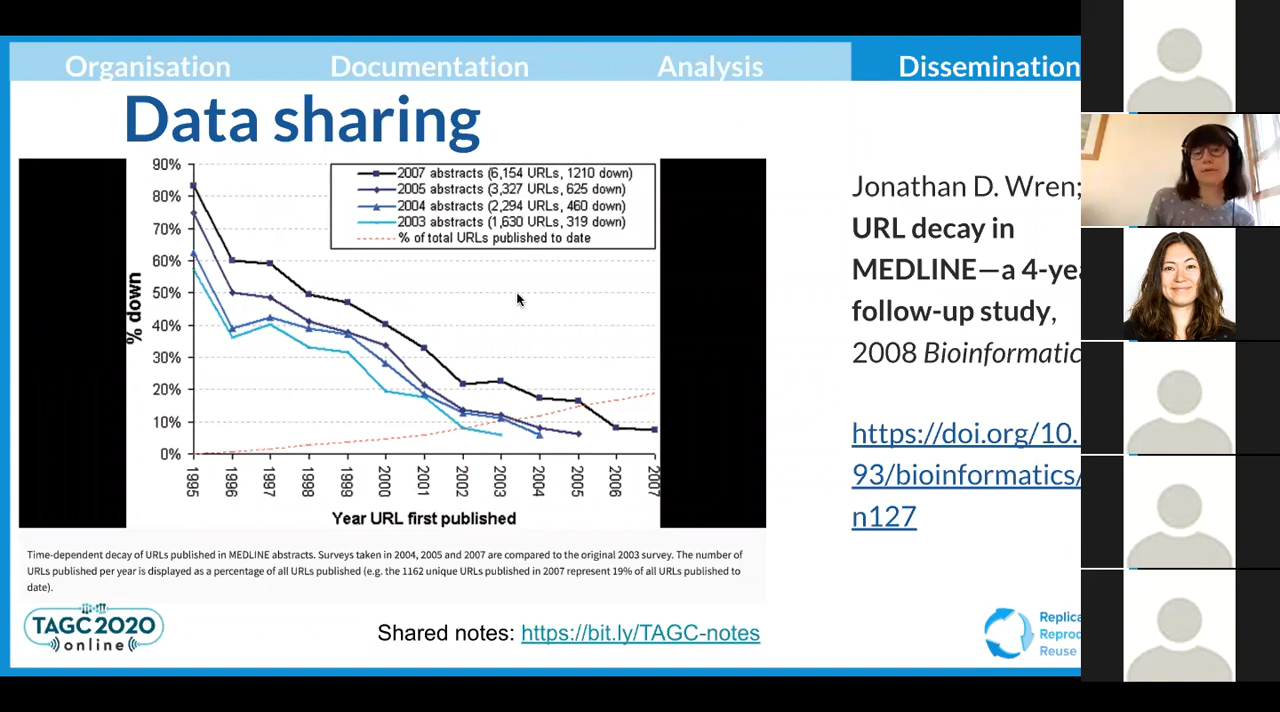 Organisation Documentation Analysis Dissemination
Data sharing
90%
80%
70%
60%
50%
40%
30%
20%
10%
0%
% down
2007 abstracts (6,154 URLs, 1210 down)
2005 abstracts (3,327 URLs, 625 down)
2004 abstracts (2,294 URLs, 460 down)
2003 abstracts (1,630 URLs, 319 down)
% of total URLs published to date
1995 1996 1997 1998 1999 2000 2001 2002 2003 2004 2005 2006 2007
Year URL first published
Time-dependent decay of URLs published in MEDLINE abstracts. Surveys taken in 2004, 2005 and 2007 are compared to the original 2003 survey. The number of
URLs published per year is displayed as a percentage of all URLs published (e.g. the 1162 unique URLs published in 2007 represent 19% of all URLs published to
date).
Jonathan D. Wren;
URL decay in
MEDLINE—a 4-ye
follow-up study,
2008 Bioinformatic
https://doi.org/10.
93/bioinformatics/
n127
TAGC 2020
online
Shared notes: https://bit.ly/TAGC-notes
Replica
Reprod
Reuse